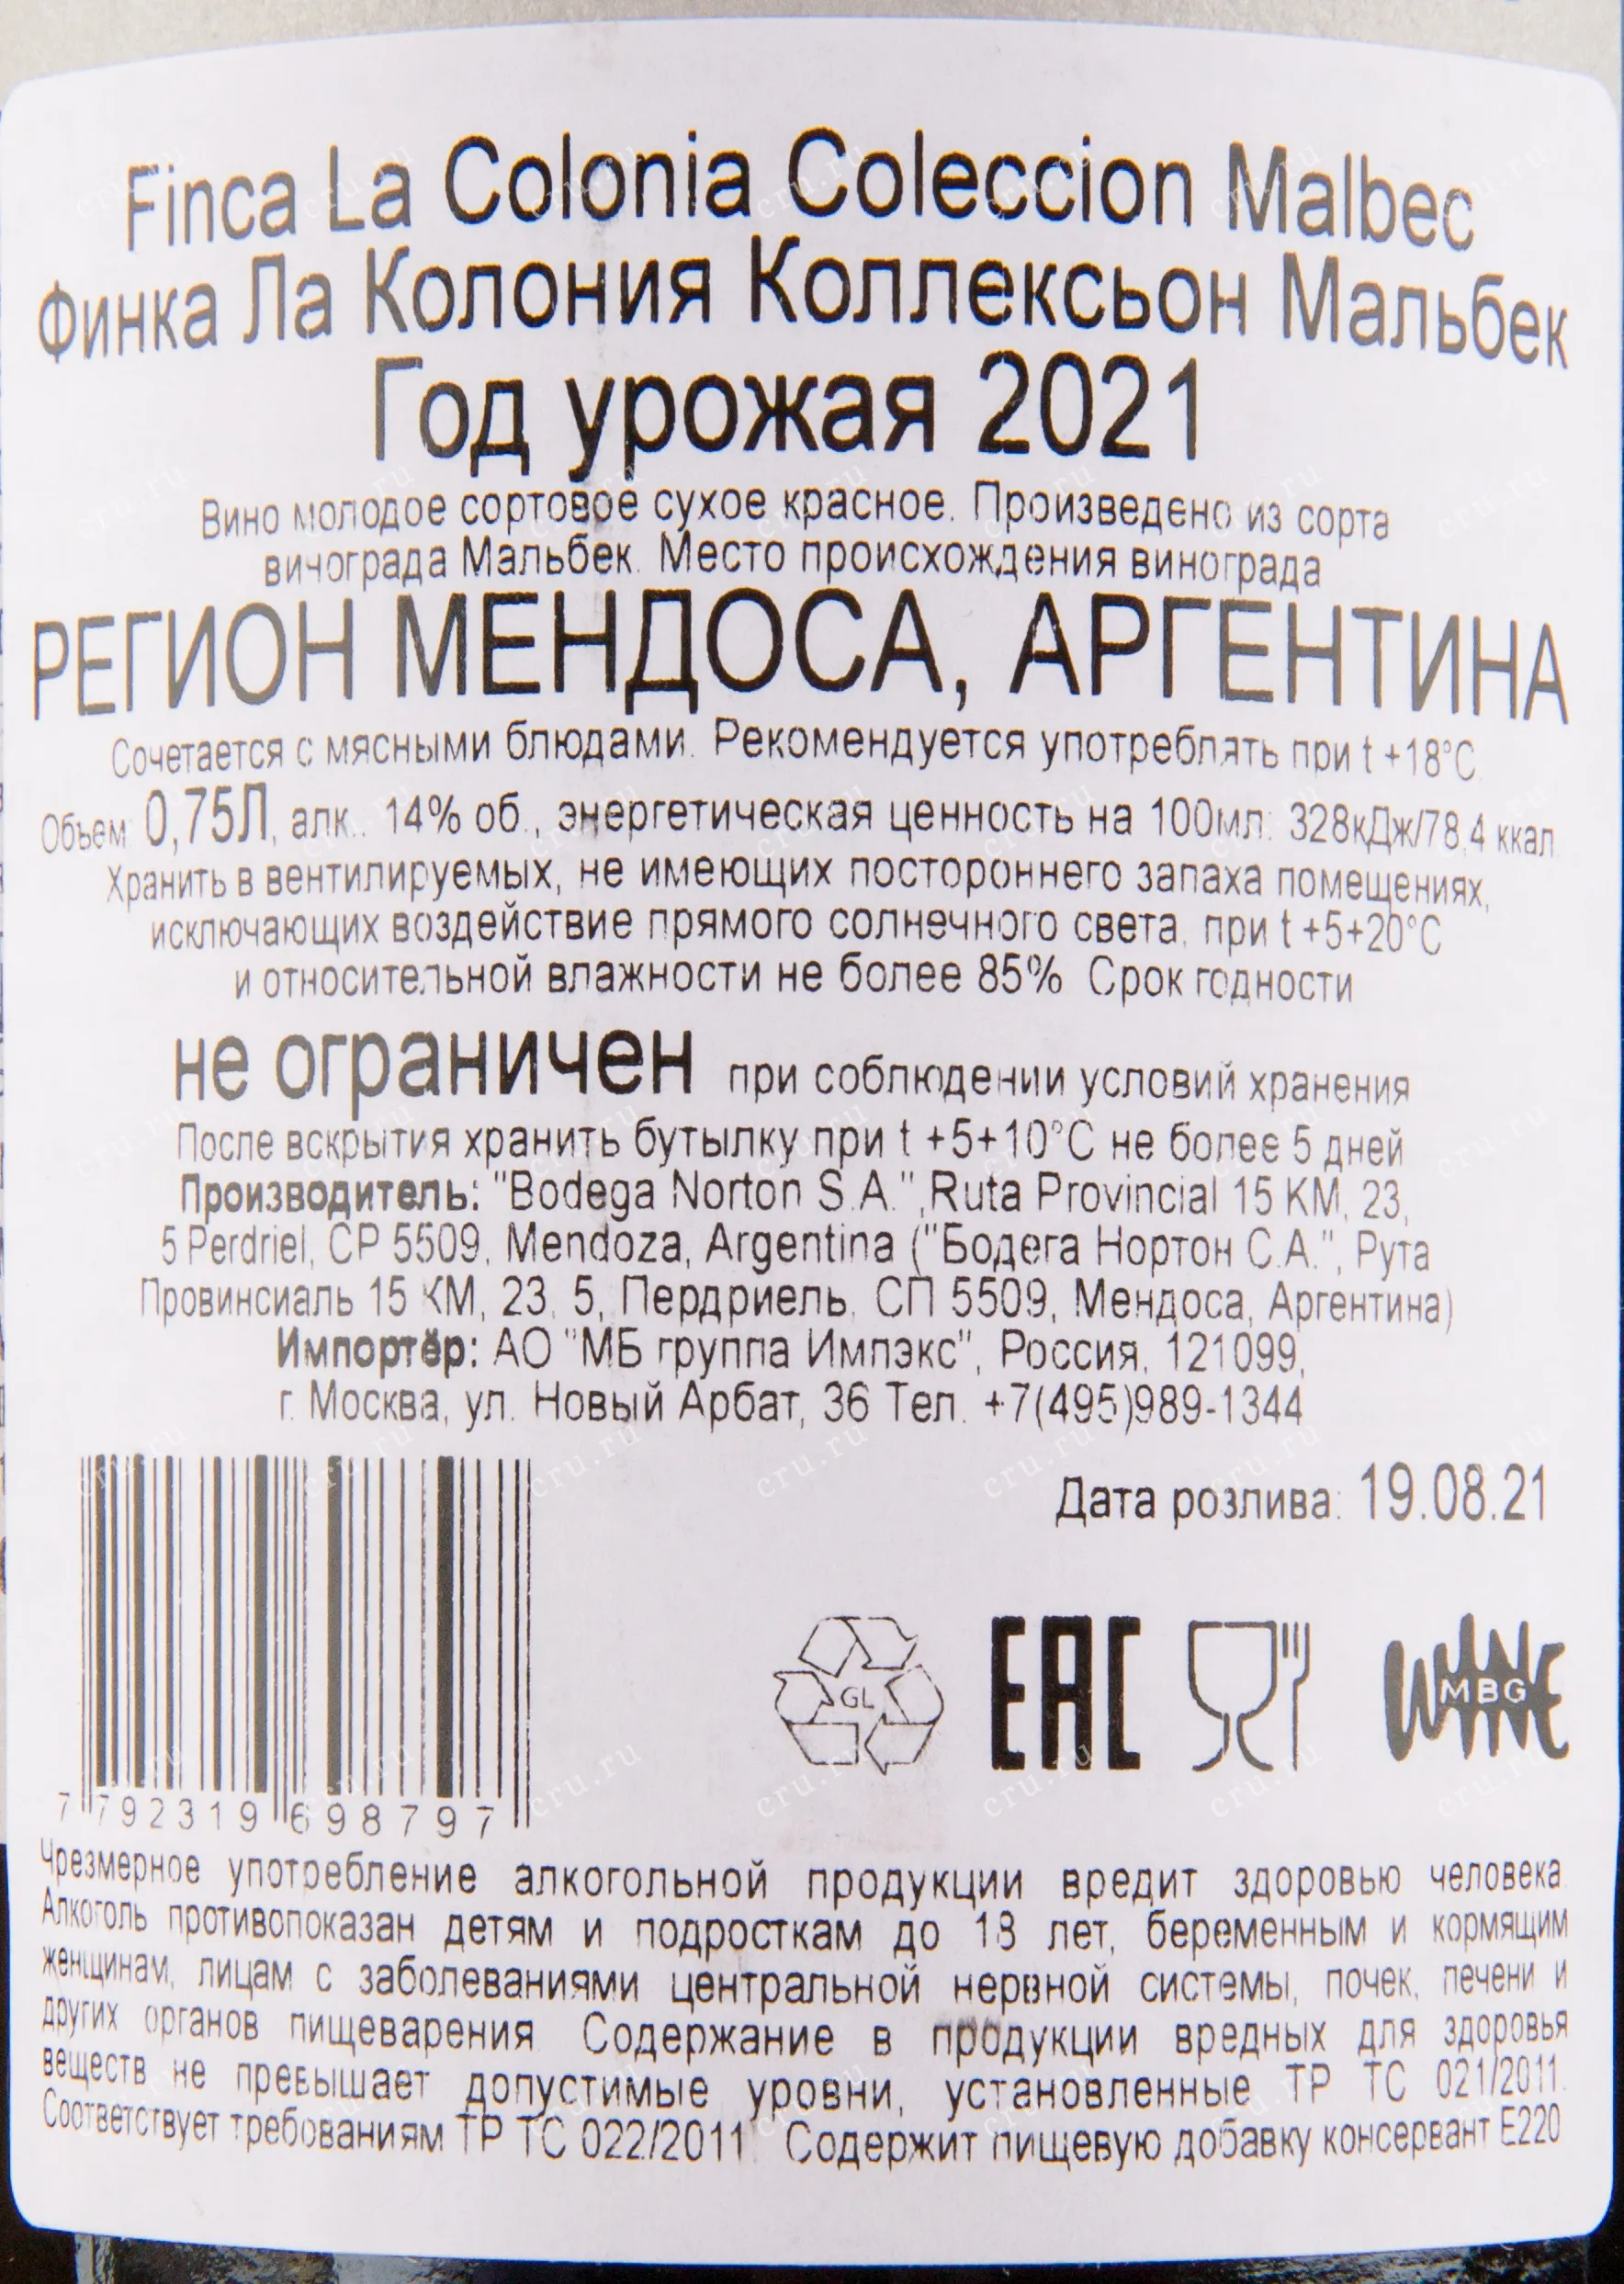 Finca La Colonia Coleccion Malbec
Финка Ла Колония Коллексьон Мальбек
Год урожая 2021
Вино молодое сортовое сухое красное. Произведено из сорта
винограда Мальбек. Место происхождения винограда
РЕГИОН МЕНДОСА, АРГЕНТИНА
Сочетается с мясными блюдами. Рекомендуется употреблять при t +18°C
Объем: 0,75Л, алк.: 14% об., энергетическая ценность на 100мл: 328кДж/78,4 ккал.
Хранить в вентилируемых, не имеющих постороннего запаха помещениях,
исключающих воздействие прямого солнечного света, при t +5+20°C
и относительной влажности не более 85% Срок годности
не ограничен при соблюдении условий хранения
После вскрытия хранить бутылку при t +5+10°C не более 5 дней
Производитель: "Bodega Norton S.A.",Ruta Provincial 15 KM, 23,
5 Perdriel, CP 5509, Mendoza, Argentina ("Бодега Нортон С.А.", Рута
Провинсиаль 15 КМ, 23, 5, Пердриель, СП 5509, Мендоса, Аргентина)
Импортёр: АО "МБ группа Импэкс", Россия, 121099,
г. Москва, ул. Новый Арбат, 36 Тел. +7(495)989-1344
Дата розлива: 19.08.21
GL
EAC
WINE
MBG
7 792319 698797
Чрезмерное употребление алкогольной продукции вредит здоровью человека.
Алкоголь противопоказан детям и подросткам до 18 лет, беременным и кормящим
женщинам, лицам с заболеваниями центральной нервной системы, почек, печени и
других органов пищеварения. Содержание в продукции вредных для здоровья
веществ не превышает допустимые уровни, установленные ТР ТС 021/2011.
Соответствует требованиям ТР ТС 022/2011 Содержит пищевую добавку консервант Е220
cru.ru